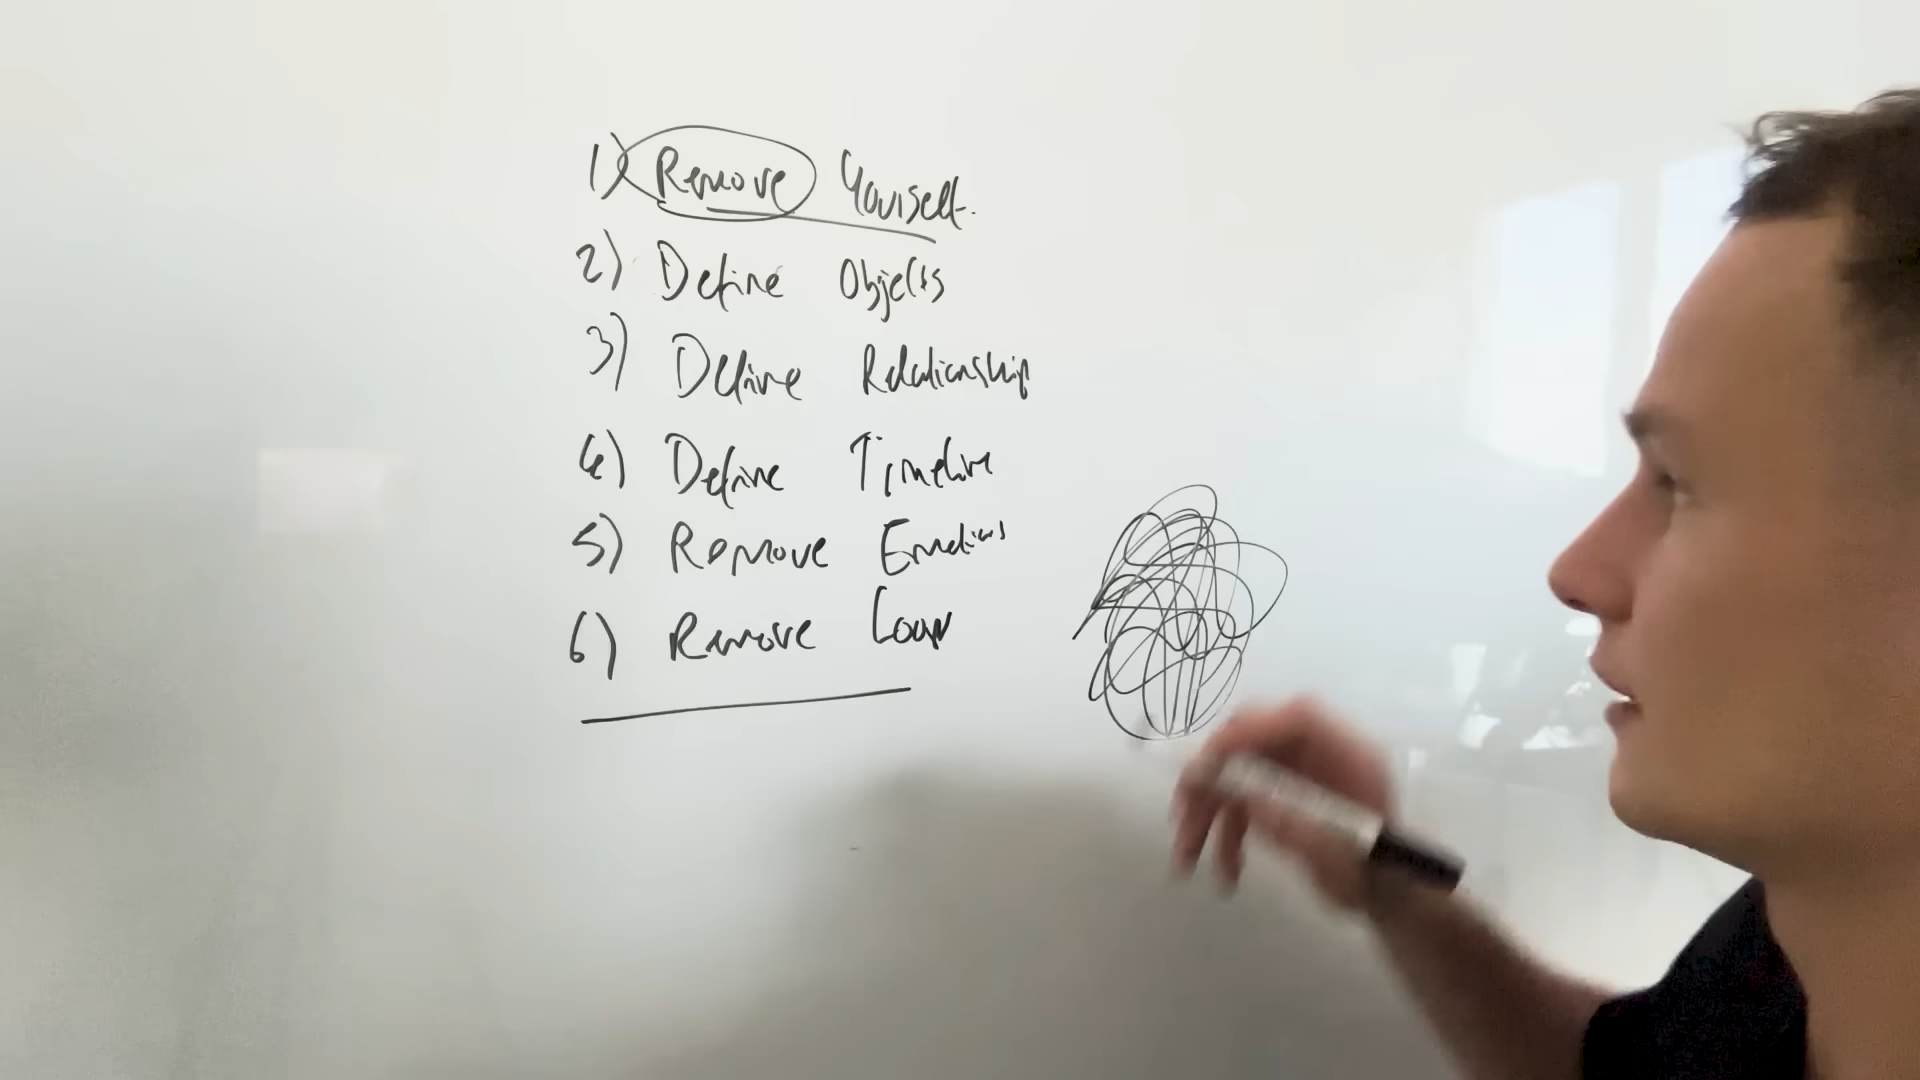 1) Remove Yourself.
2) Define Objects
3) Define Relationship
4) Define Timeline
5) Remove Emotions
6) Remove Loop